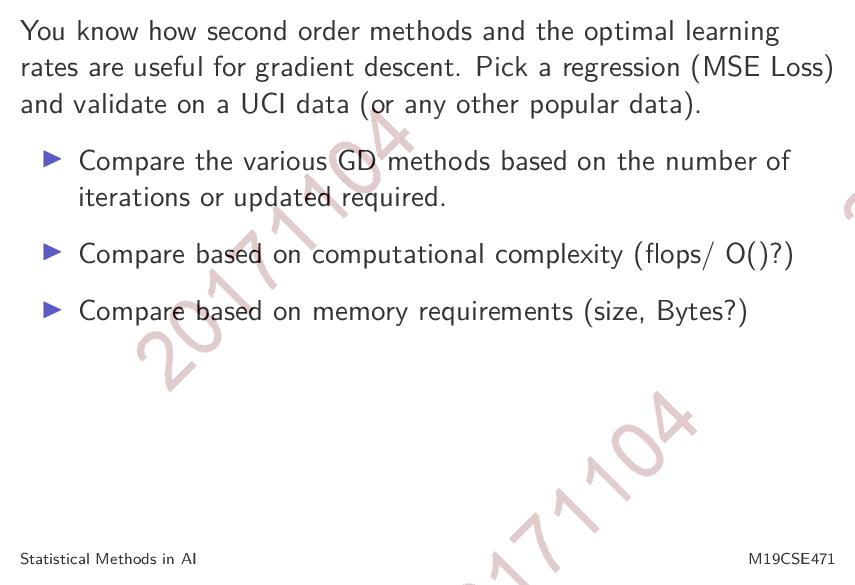 You know how second order methods and the optimal learning
rates are useful for gradient descent. Pick a regression (MSE Loss)
and validate on a UCI data (or any other popular data).
Compare the various GD methods based on the number of
iterations or updated required.
Compare based on computational complexity (flops/ O()?)
Compare based on memory requirements (size, Bytes?)
20171104
20171104
Statistical Methods in AI
M19CSE471